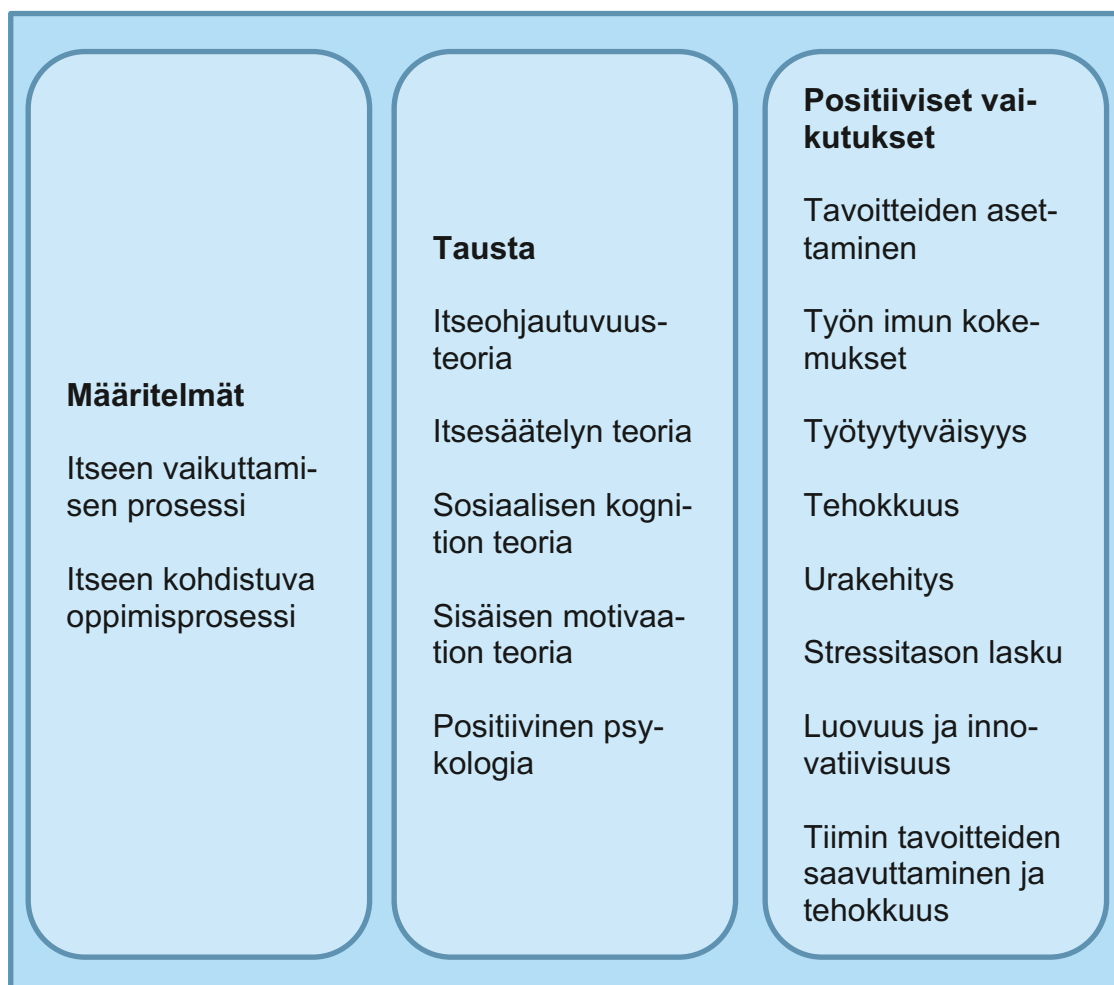 Määritelmät
Itseen vaikuttami-
sen prosessi
Itseen kohdistuva
oppimisprosessi
Tausta
Itseohjautuvuus-
teoria
Itsesäätelyn teoria
Sosiaalisen kogni-
tion teoria
Sisäisen motivaa-
tion teoria
Positiivinen psy-
kologia
Positiiviset vai-
kutukset
Tavoitteiden aset-
taminen
Työn imun koke-
mukset
Työtyytyväisyys
Tehokkuus
Urakehitys
Stressitason lasku
Luovuus ja inno-
vatiivisuus
Tiimin tavoitteiden
saavuttaminen ja
tehokkuus